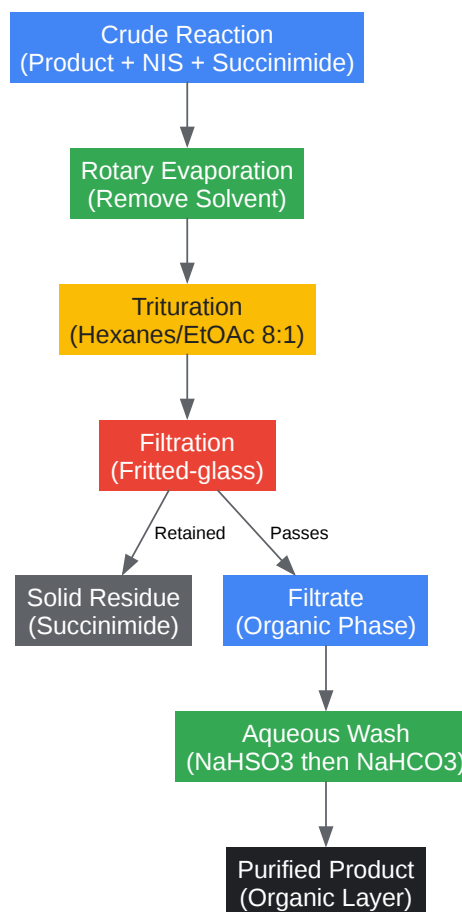 Crude Reaction
(Product + NIS + Succinimide)
Rotary Evaporation
(Remove Solvent)
Trituration
(Hexanes/EtOAc 8:1)
Filtration
(Fritted-glass)
Retained
Passes
Solid Residue
(Succinimide)
Filtrate
(Organic Phase)
Aqueous Wash
(NaHSO3 then NaHCO3)
Purified Product
(Organic Layer)